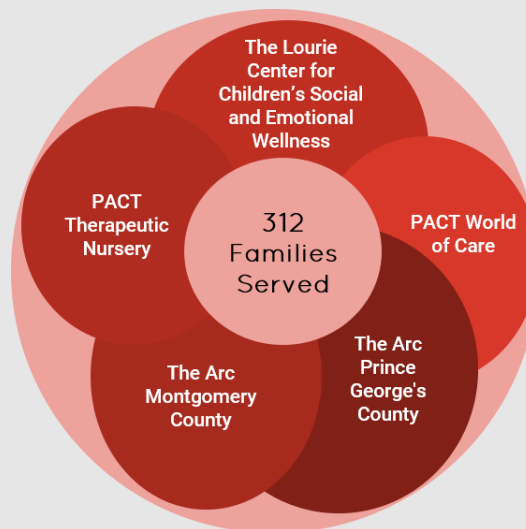 The Lourie
Center for
Children’s Social
and Emotional
Wellness
PACT
Therapeutic
Nursery
312
Families
Served
PACT World
of Care
The Arc
Montgomery
County
The Arc
Prince
George's
County